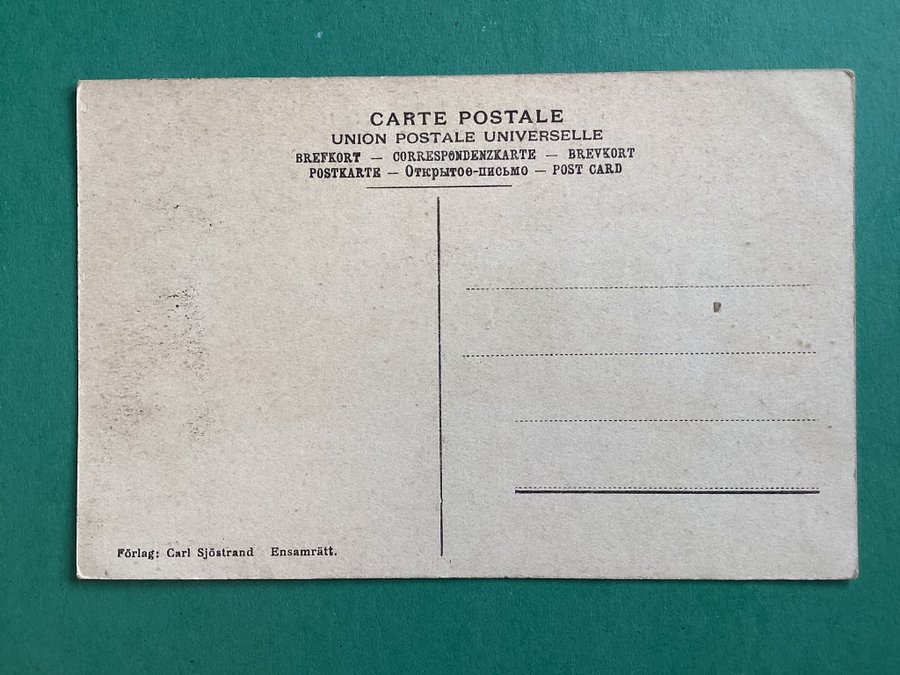 CARTE POSTALE
UNION POSTALE UNIVERSELLE
BREFKORT — CORRESPONDENZKARTE — BREVKORT
POSTKARTE — Открытое-письмо — POST CARD
Förlag: Carl Sjöstrand Ensamrätt.